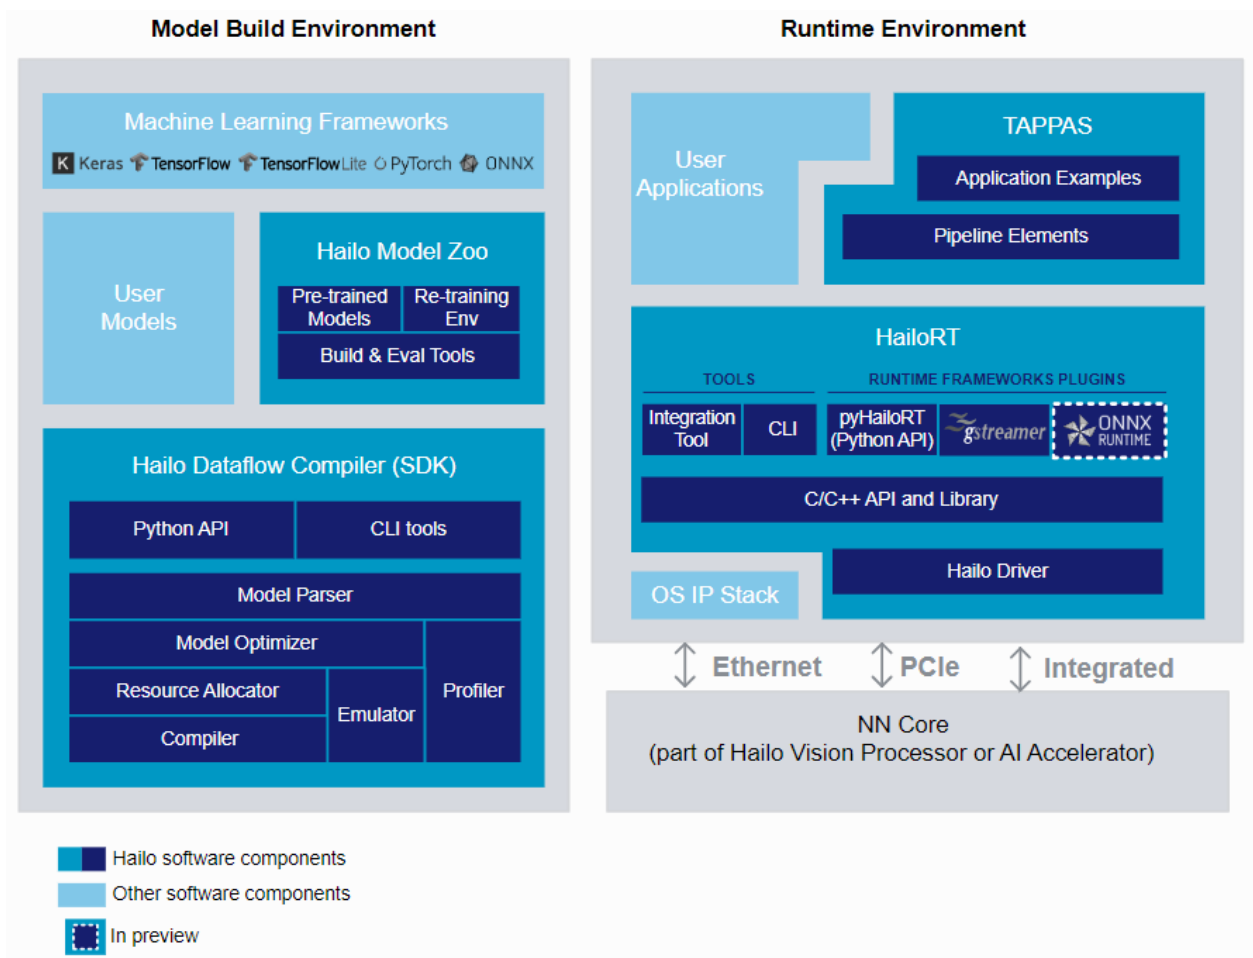 Model Build Environment
Machine Learning Frameworks
K Keras TensorFlow TensorFlowLite PyTorch ONNX
User
Models
Hailo Model Zoo
Pre-trained
Models
Re-training
Env
Build & Eval Tools
Hailo Dataflow Compiler (SDK)
Python API
CLI tools
Model Parser
Model Optimizer
Resource Allocator
Compiler
Emulator
Profiler
Runtime Environment
User
Applications
TAPPAS
Application Examples
Pipeline Elements
HailoRT
TOOLS
RUNTIME FRAMEWORKS PLUGINS
Integration
Tool
CLI
pyHailoRT
(Python API)
gstreamer
ONNX
RUNTIME
C/C++ API and Library
Hailo Driver
OS IP Stack
Ethernet
PCIe
Integrated
NN Core
(part of Hailo Vision Processor or AI Accelerator)
Hailo software components
Other software components
In preview